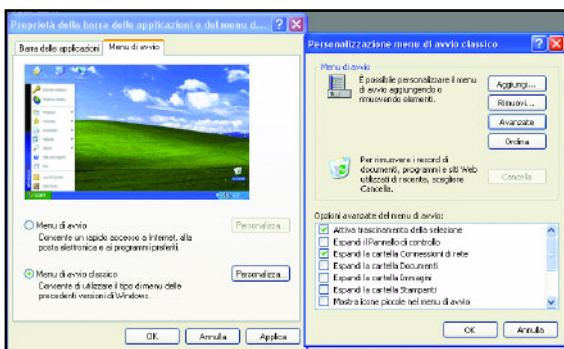 Proprietà della barra delle applicazioni e del menu d...
Barra delle applicazioni
Menu di avvio
Menu di avvio
Consente un rapido accesso a Internet, alla
posta elettronica e ai programmi preferiti.
Personalizza...
Menu di avvio classico
Consente di utilizzare il tipo di menu delle
precedenti versioni di Windows.
Personalizza...
OK
Annulla
Applica
Personalizzazione menu di avvio classico
Menu di avvio
È possibile personalizzare il menu
di avvio aggiungendo o
rimuovendo elementi.
Aggiungi...
Rimuovi...
Avanzate
Ordina
Per rimuovere i record di
documenti, programmi e siti Web
utilizzati di recente, scegliere
Cancella.
Cancella
Opzioni avanzate del menu di avvio:
Attiva trascinamento della selezione
Espandi il Pannello di controllo
Espandi la cartella Connessioni di rete
Espandi la cartella Documenti
Espandi la cartella Immagini
Espandi la cartella Stampanti
Mostra icone piccole nel menu di avvio
OK
Annulla